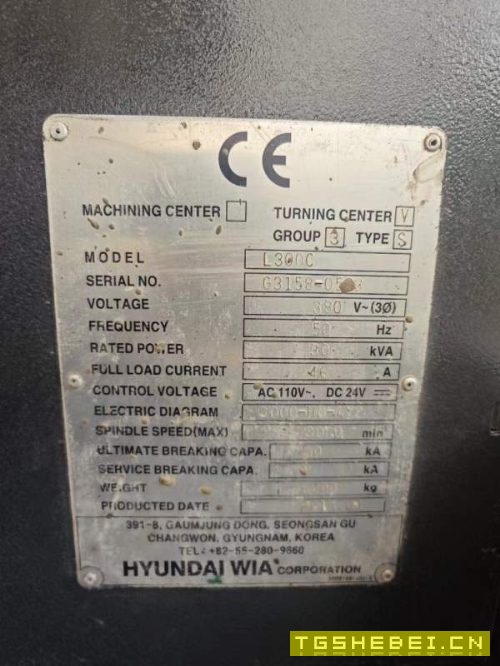 CE
MACHINING CENTER TURNING CENTER V
GROUP 3 TYPE S
MODEL L300C
SERIAL NO.
VOLTAGE 380 V~(3Ø)
FREQUENCY 50 Hz
RATED POWER kVA
FULL LOAD CURRENT A
CONTROL VOLTAGE AC 110V~, DC 24V
ELECTRIC DIAGRAM
SPINDLE SPEED(MAX) min
ULTIMATE BREAKING CAPA. kA
SERVICE BREAKING CAPA. kA
WEIGHT kg
PRODUCTED DATE
391-8, GAUMJUNG DONG, SEONGSAN GU
CHANGWON, GYUNGNAM, KOREA
TEL : +82-55-280-9660
HYUNDAI WIA CORPORATION
TGSHEBEI.CN